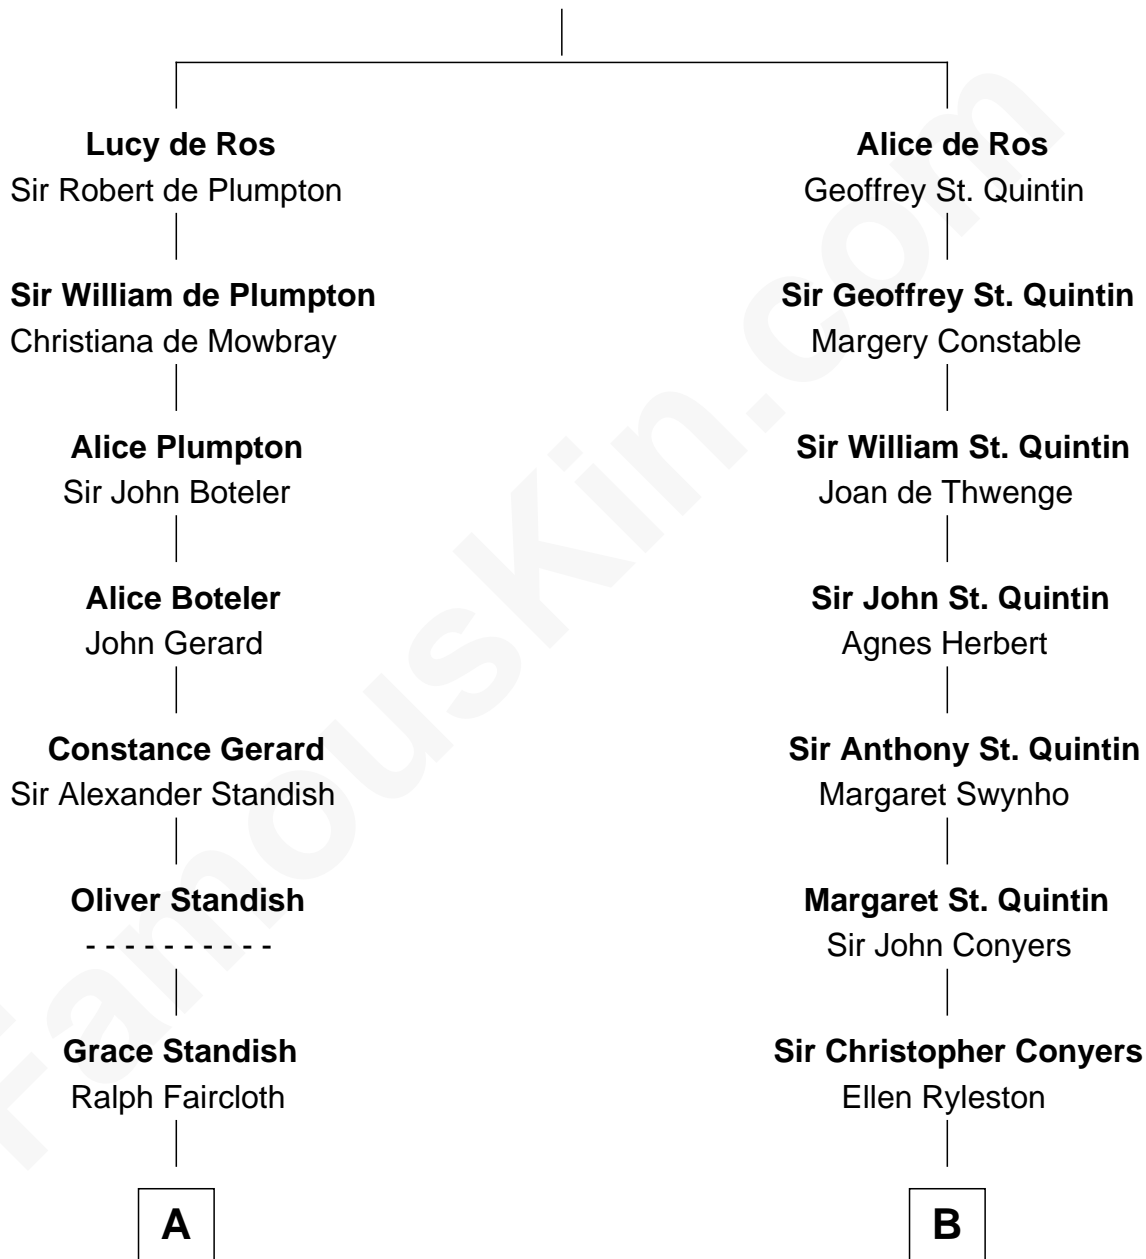 Lucy de Ros
Sir Robert de Plumpton
Sir William de Plumpton
Christiana de Mowbray
Alice Plumpton
Sir John Boteler
Alice Boteler
John Gerard
Constance Gerard
Sir Alexander Standish
Oliver Standish
- - - - - - - - - -
Grace Standish
Ralph Faircloth
A
Alice de Ros
Geoffrey St. Quintin
Sir Geoffrey St. Quintin
Margery Constable
Sir William St. Quintin
Joan de Thwenge
Sir John St. Quintin
Agnes Herbert
Sir Anthony St. Quintin
Margaret Swynho
Margaret St. Quintin
Sir John Conyers
Sir Christopher Conyers
Ellen Ryleston
B
FamousKin.com